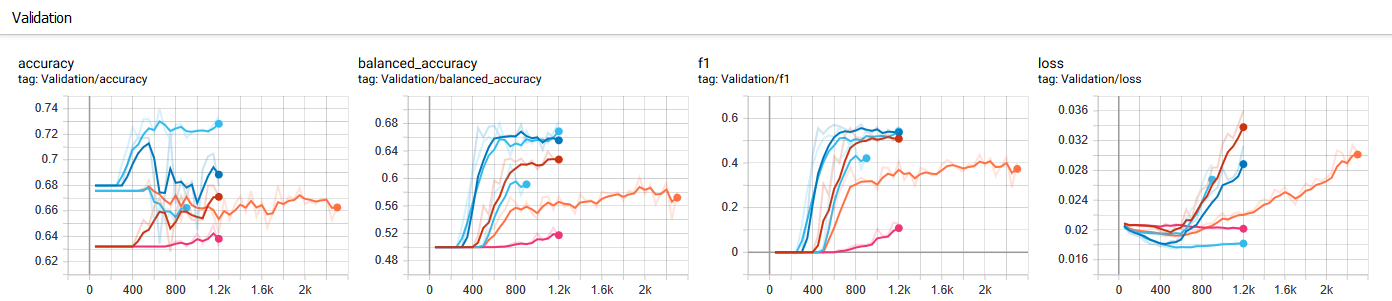 Validation
accuracy
tag: Validation/accuracy
0.74
0.72
0.7
0.68
0.66
0.64
0.62
0 400 800 1.2k 1.6k 2k
balanced_accuracy
tag: Validation/balanced_accuracy
0.68
0.64
0.6
0.56
0.52
0.48
0 400 800 1.2k 1.6k 2k
f1
tag: Validation/f1
0.6
0.4
0.2
0
0 400 800 1.2k 1.6k 2k
loss
tag: Validation/loss
0.036
0.032
0.028
0.024
0.02
0.016
0 400 800 1.2k 1.6k 2k